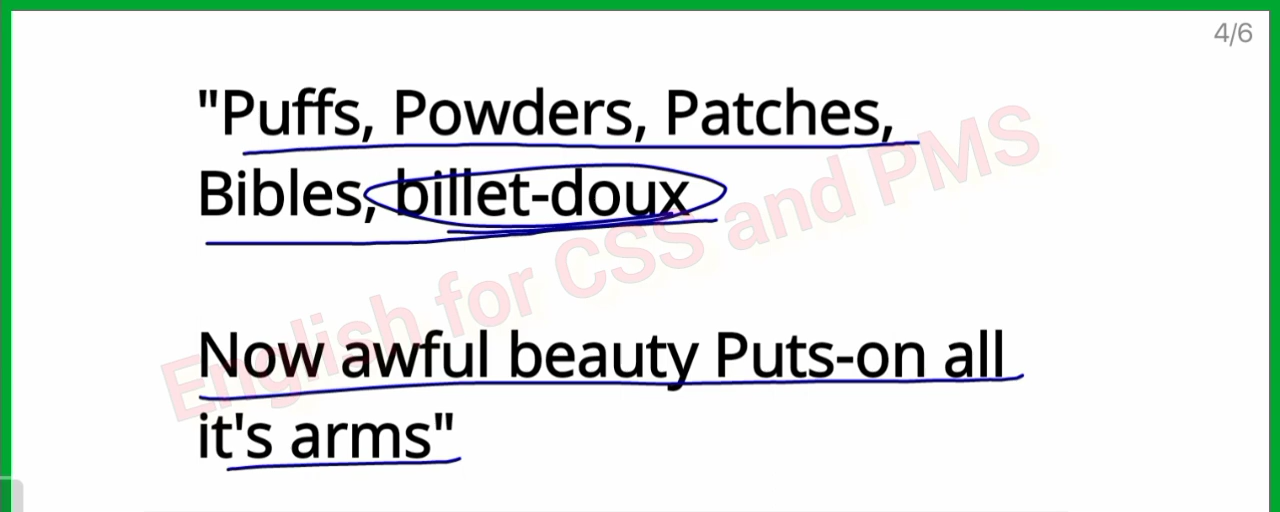 4/6
"Puffs, Powders, Patches,
Bibles, billet-doux
Now awful beauty Puts-on all
it's arms"
English for CSS and PMS